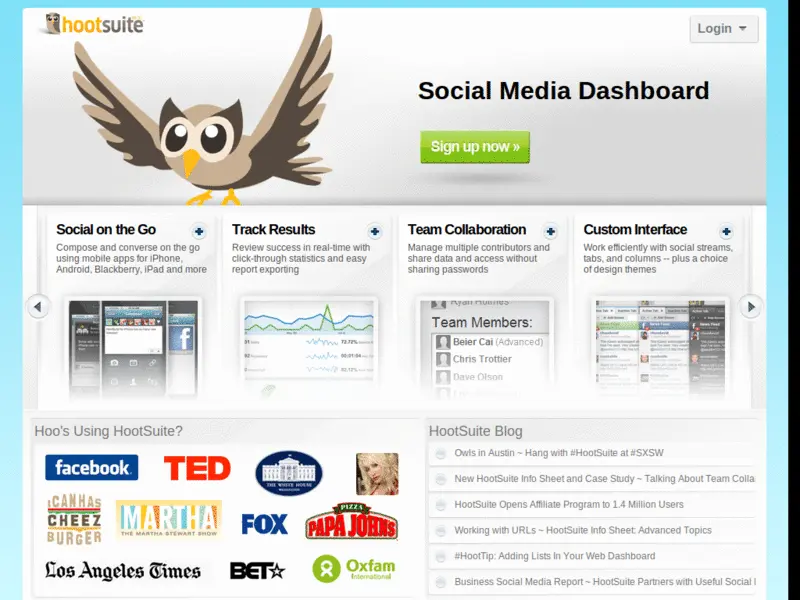 hootsuite
Login
Social Media Dashboard
Sign up now »
Social on the Go
Compose and converse on the go
using mobile apps for iPhone,
Android, Blackberry, iPad and more
Track Results
Review success in real-time with
click-through statistics and easy
report exporting
Team Collaboration
Manage multiple contributors and
share data and access without
sharing passwords
Custom Interface
Work efficiently with social streams,
tabs, and columns -- plus a choice
of design themes
Ryan Holmes
Team Members:
Beier Cai (Advanced)
Chris Trottier
Dave Olson
Hoo's Using HootSuite?
facebook
TED
THE WHITE HOUSE
I CAN HAS
CHEEZ
BURGER
MARTHA
THE MARTHA STEWART SHOW
FOX
PIZZA
PAPA JOHNS
Los Angeles Times
BET
Oxfam
International
HootSuite Blog
Owls in Austin ~ Hang with #HootSuite at #SXSW
New HootSuite Info Sheet and Case Study ~ Talking About Team Colla
HootSuite Opens Affiliate Program to 1.4 Million Users
Working with URLs ~ HootSuite Info Sheet: Advanced Topics
#HootTip: Adding Lists In Your Web Dashboard
Business Social Media Report ~ HootSuite Partners with Useful Social